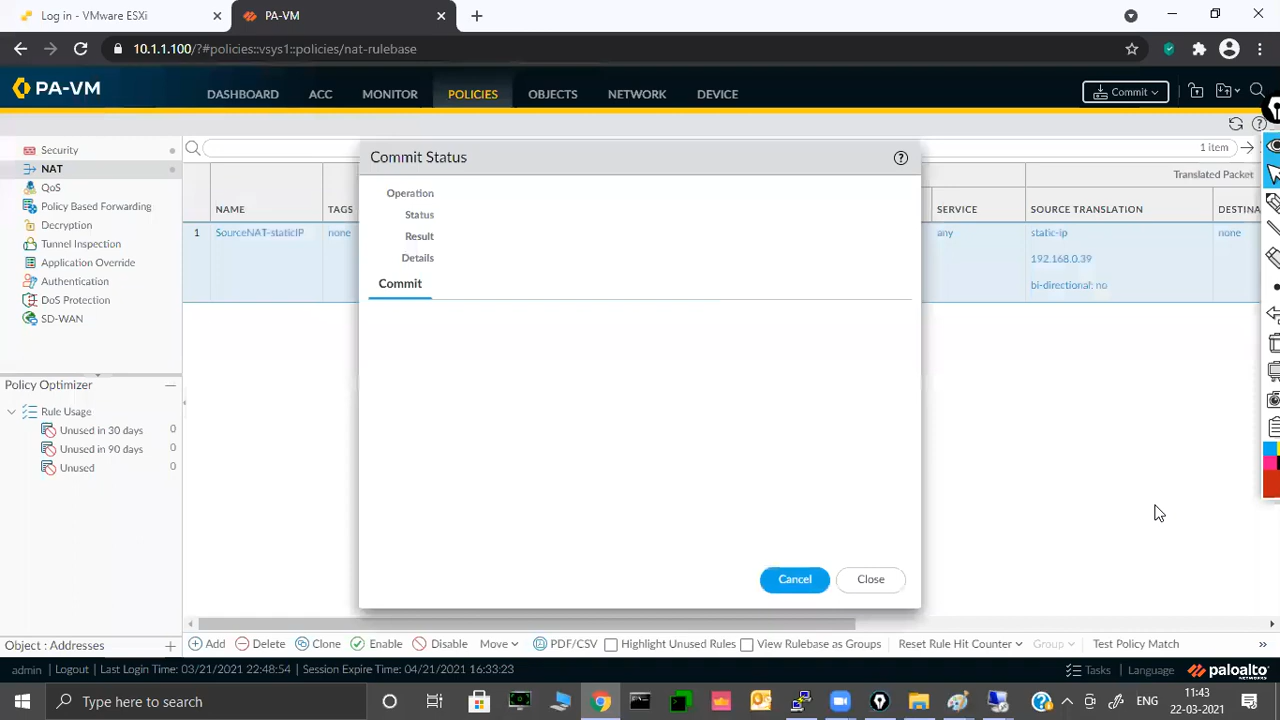 Log in - VMware ESXi
PA-VM
10.1.1.100/?#policies::vsys1::policies/nat-rulebase
PA-VM
DASHBOARD
ACC
MONITOR
POLICIES
OBJECTS
NETWORK
DEVICE
Commit
Security
NAT
QoS
Policy Based Forwarding
Decryption
Tunnel Inspection
Application Override
Authentication
DoS Protection
SD-WAN
Policy Optimizer
Rule Usage
Unused in 30 days 0
Unused in 90 days 0
Unused 0
Object : Addresses
1 item
Translated Packet
NAME
TAGS
SERVICE
SOURCE TRANSLATION
DESTINA
1
SourceNAT-staticIP
none
any
static-ip
192.168.0.39
bi-directional: no
none
Commit Status
Operation
Status
Result
Details
Commit
Cancel
Close
Add
Delete
Clone
Enable
Disable
Move
PDF/CSV
Highlight Unused Rules
View Rulebase as Groups
Reset Rule Hit Counter
Group
Test Policy Match
admin | Logout | Last Login Time: 03/21/2021 22:48:54 | Session Expire Time: 04/21/2021 16:33:23
Tasks | Language
paloalto
NETWORKS
Type here to search
ENG
11:43
22-03-2021